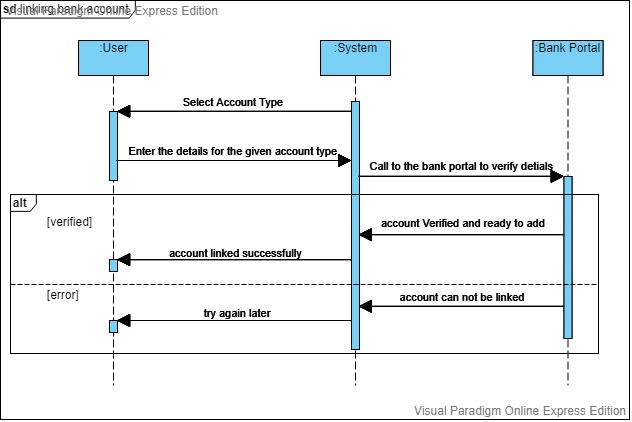 sd linking bank account
Visual Paradigm Online Express Edition
:User
:System
:Bank Portal
Select Account Type
Enter the details for the given account type
Call to the bank portal to verify detials
alt
[verified]
account Verified and ready to add
account linked successfully
[error]
account can not be linked
try again later
Visual Paradigm Online Express Edition